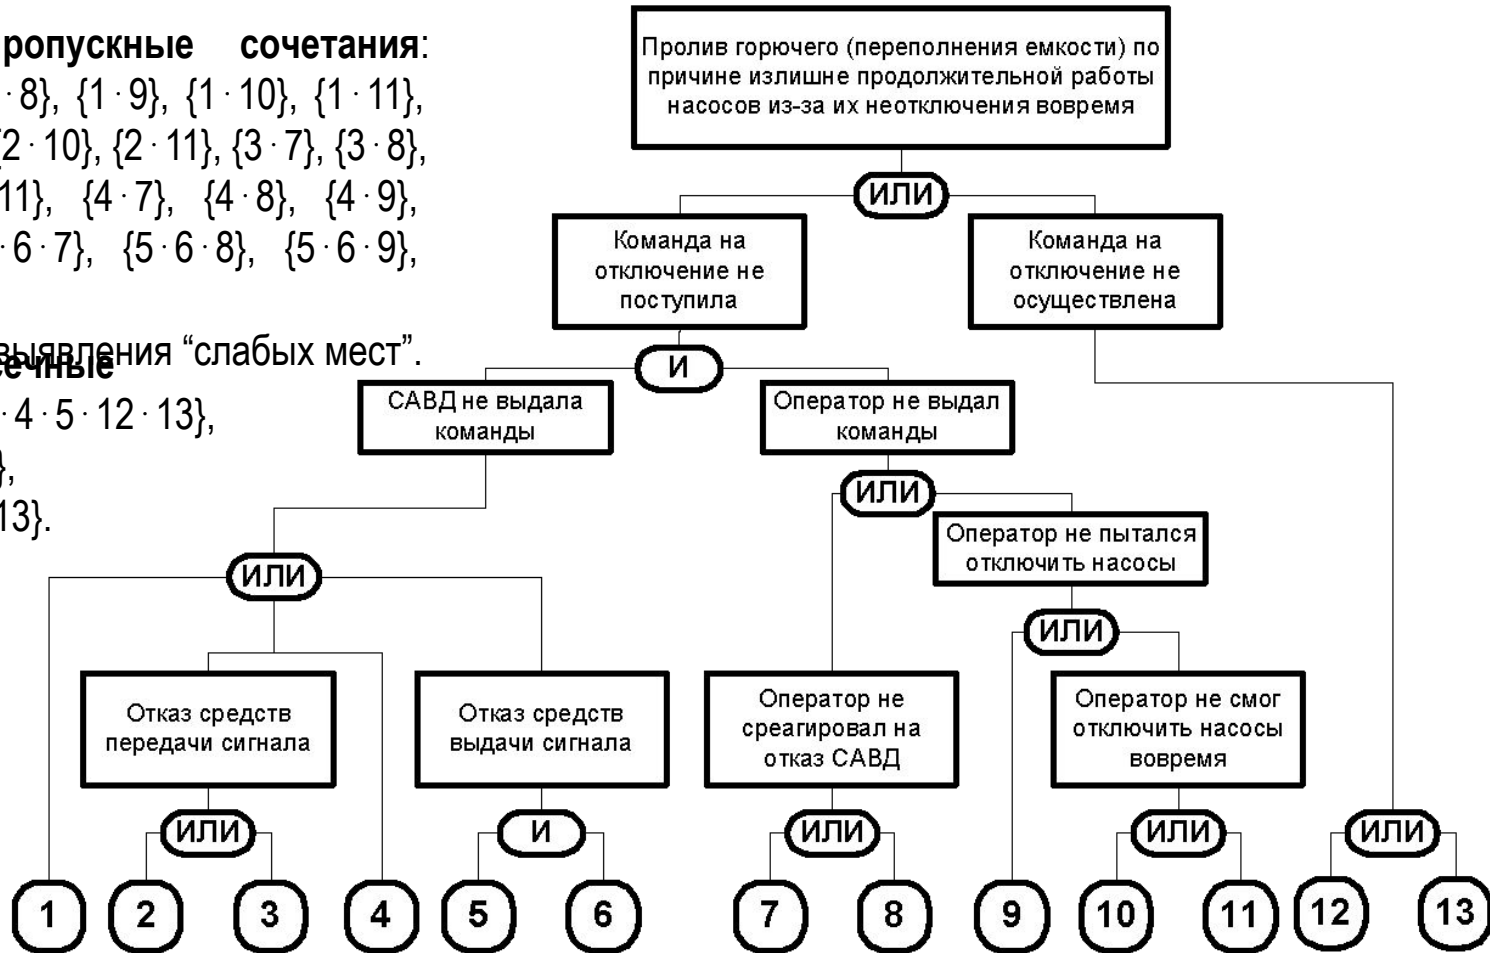 ропускные сочетания:
· 8}, {1 · 9}, {1 · 10}, {1 · 11},
{2 · 10}, {2 · 11}, {3 · 7}, {3 · 8},
11}, {4 · 7}, {4 · 8}, {4 · 9},
· 6 · 7}, {5 · 6 · 8}, {5 · 6 · 9},
выявления “слабых мест”.
сечные
· 4 · 5 · 12 · 13},
},
13}.
Пролив горючего (переполнения емкости) по
причине излишне продолжительной работы
насосов из-за их неотключения вовремя
ИЛИ
Команда на
отключение не
поступила
Команда на
отключение не
осуществлена
И
САВД не выдала
команды
Оператор не выдал
команды
ИЛИ
Оператор не пытался
отключить насосы
ИЛИ
ИЛИ
Отказ средств
передачи сигнала
Отказ средств
выдачи сигнала
Оператор не
среагировал на
отказ САВД
Оператор не смог
отключить насосы
вовремя
ИЛИ
И
ИЛИ
ИЛИ
ИЛИ
1
2
3
4
5
6
7
8
9
10
11
12
13